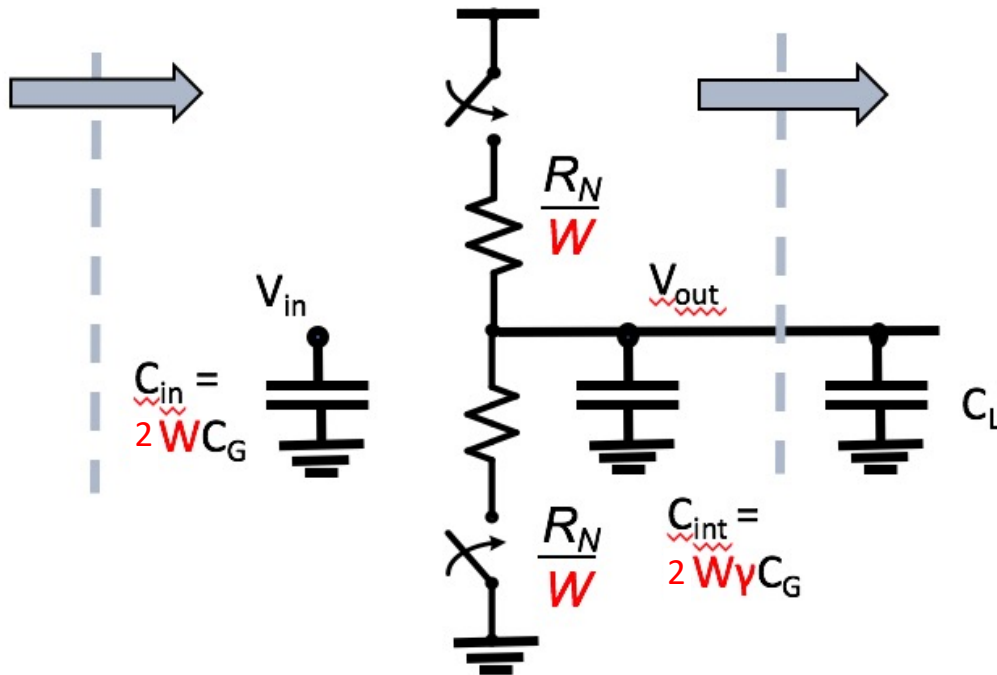 R_N
W
V_in
V_out
C_in =
2 WC_G
C_L
R_N
W
C_int =
2 WγC_G